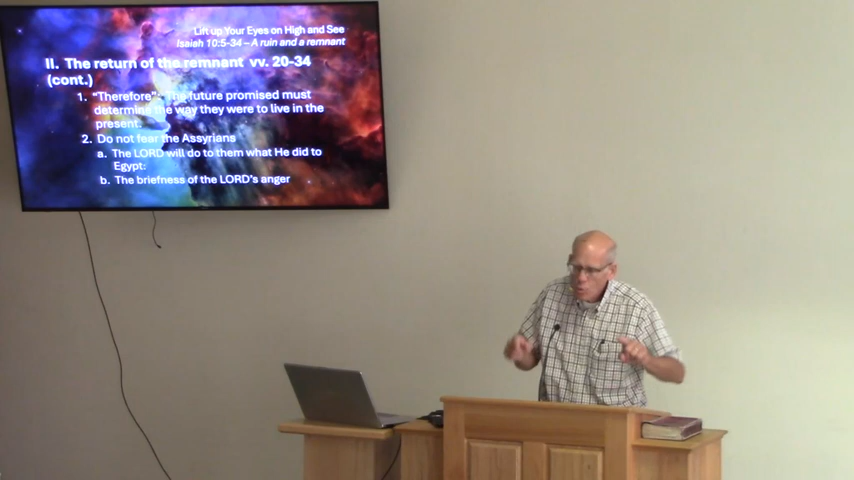 Lift up Your Eyes on High and See
Isaiah 10:5-34 – A ruin and a remnant
II. The return of the remnant vv. 20-34
(cont.)
1. "Therefore": The future promised must
determine the way they were to live in the
present.
2. Do not fear the Assyrians
a. The LORD will do to them what He did to
Egypt.
b. The briefness of the LORD's anger